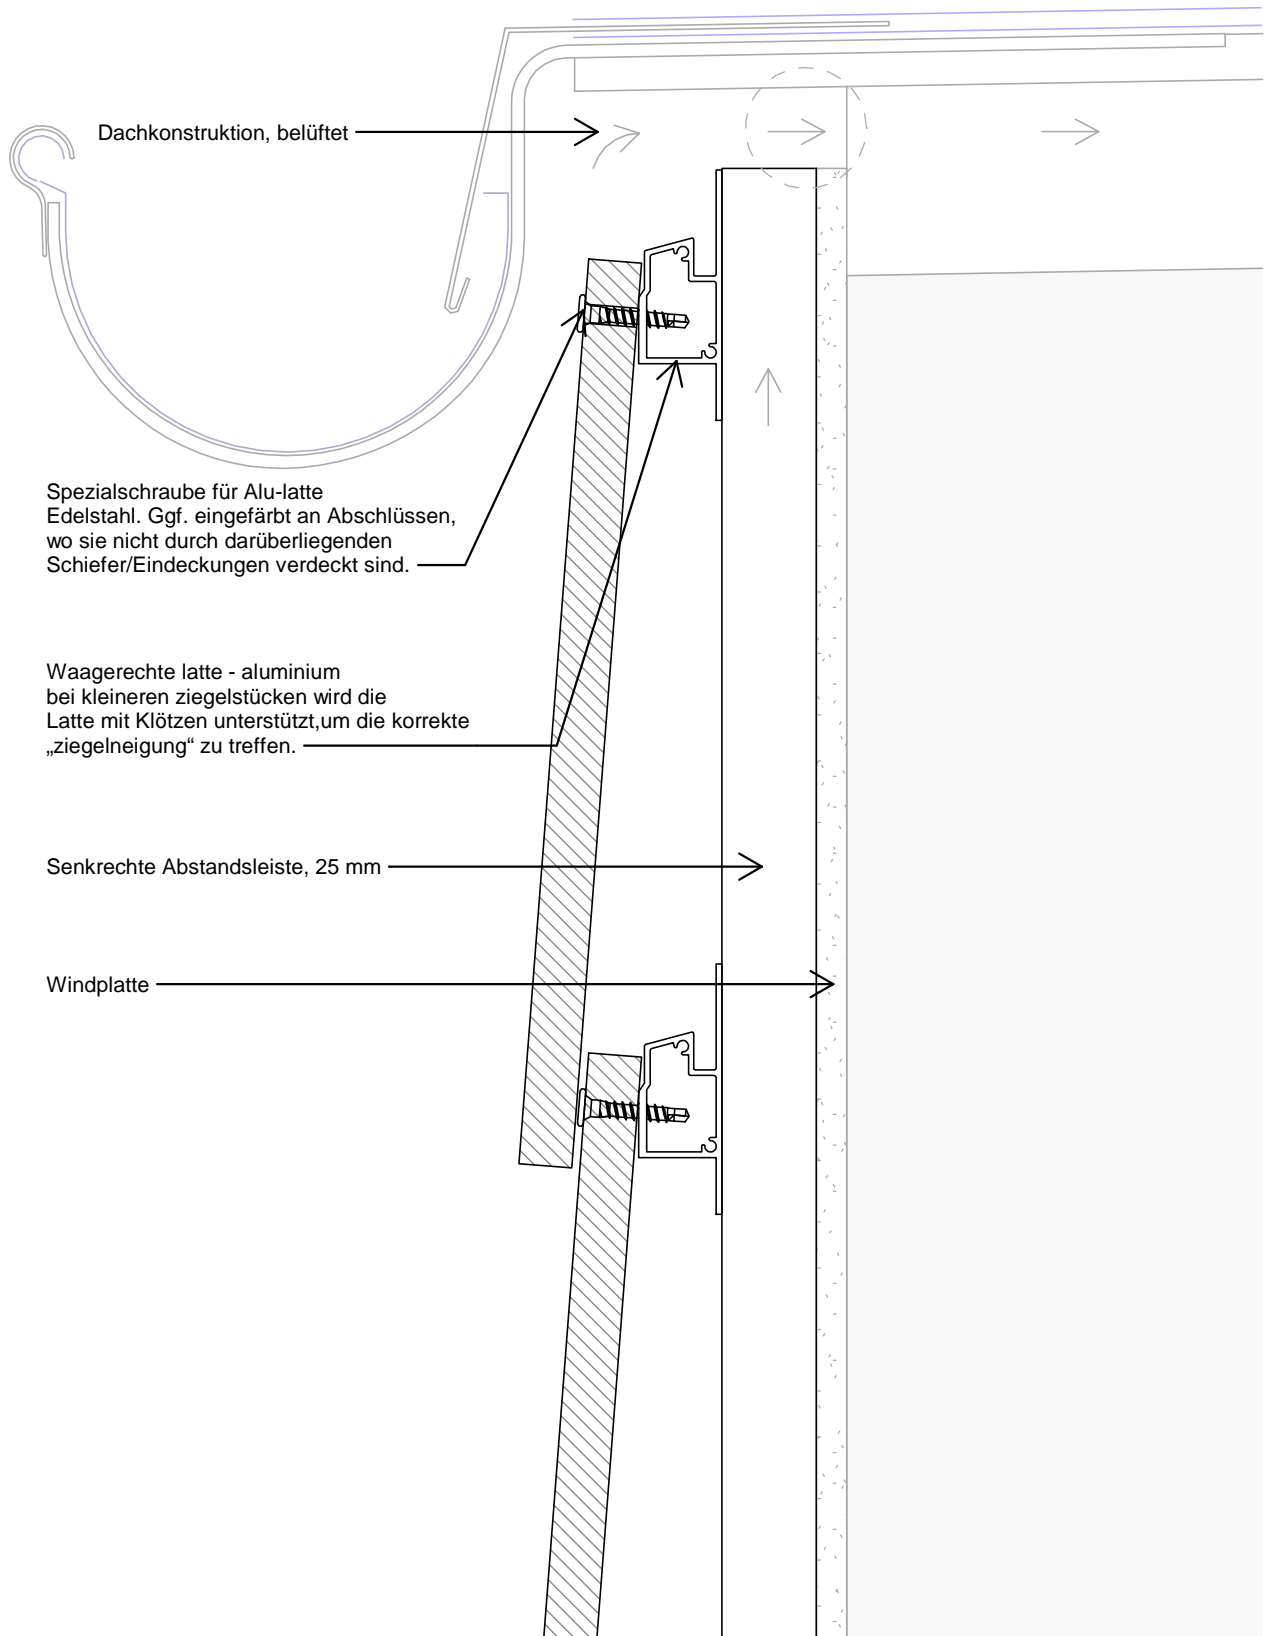 Dachkonstruktion, belüftet
Spezialschraube für Alu-latte
Edelstahl. Ggf. eingefärbt an Abschlüssen,
wo sie nicht durch darüberliegenden
Schiefer/Eindeckungen verdeckt sind.
Waagerechte latte - aluminium
bei kleineren ziegelstücken wird die
Latte mit Klötzen unterstützt,um die korrekte
„ziegelneigung“ zu treffen.
Senkrechte Abstandsleiste, 25 mm
Windplatte